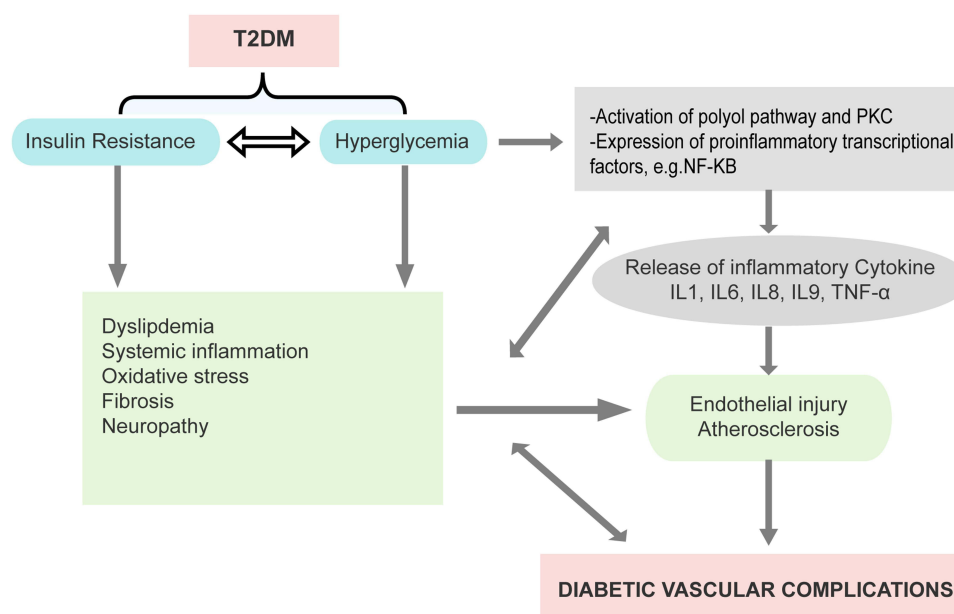 T2DM
Insulin Resistance
Hyperglycemia
-Activation of polyol pathway and PKC
-Expression of proinflammatory transcriptional
factors, e.g.NF-KB
Release of inflammatory Cytokine
IL1, IL6, IL8, IL9, TNF-α
Dyslipdemia
Systemic inflammation
Oxidative stress
Fibrosis
Neuropathy
Endothelial injury
Atherosclerosis
DIABETIC VASCULAR COMPLICATIONS